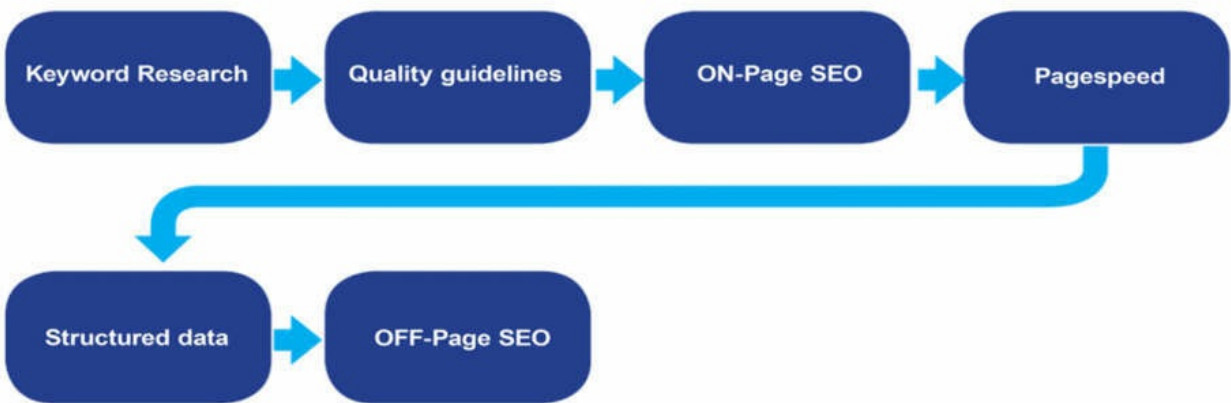 Keyword Research
Quality guidelines
ON-Page SEO
Pagespeed
Structured data
OFF-Page SEO